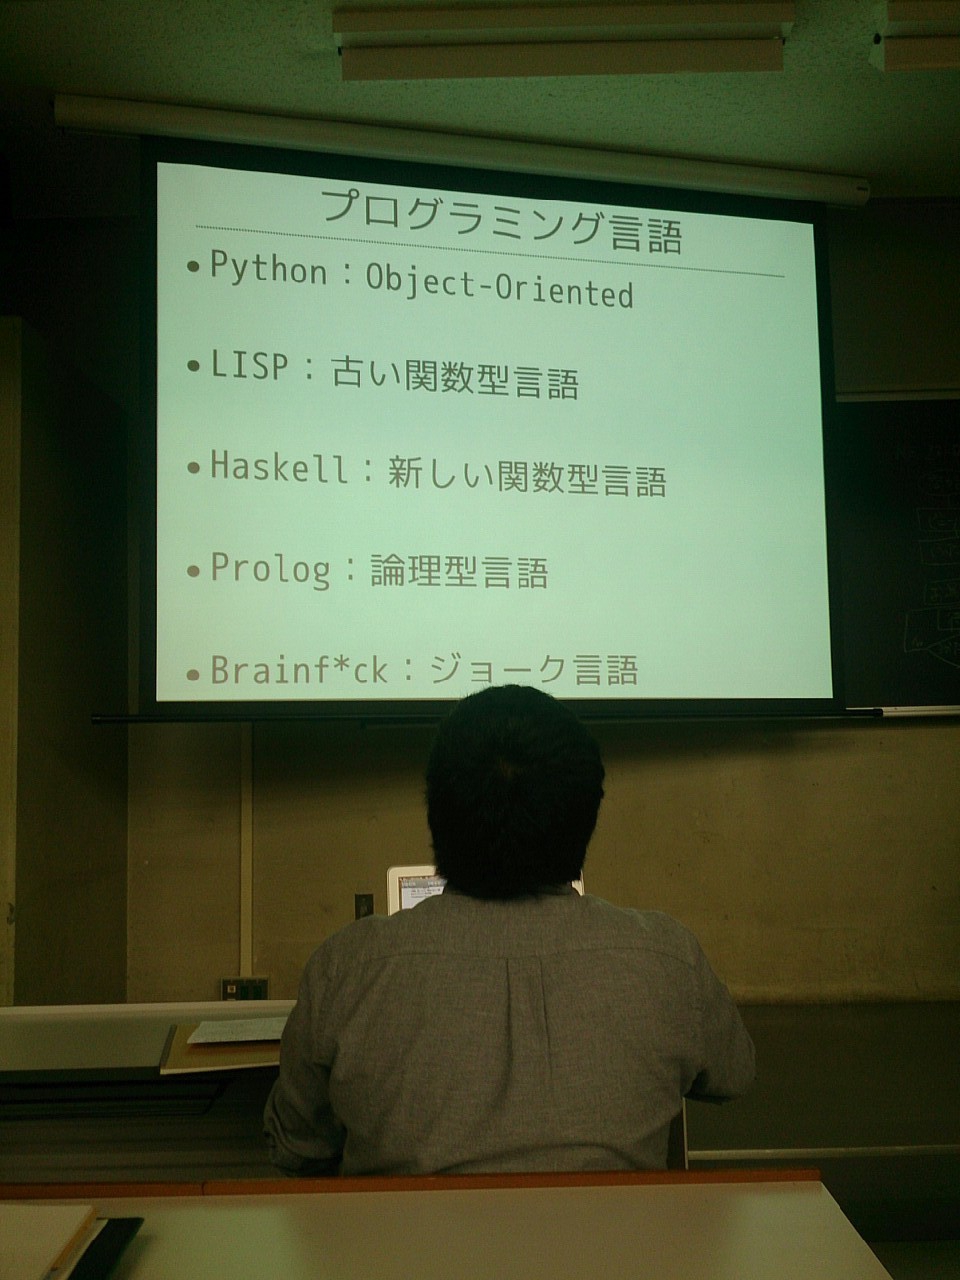 プログラミング言語
•Python：Object-Oriented
•LISP：古い関数型言語
•Haskell：新しい関数型言語
•Prolog：論理型言語
•Brainf*ck：ジョーク言語